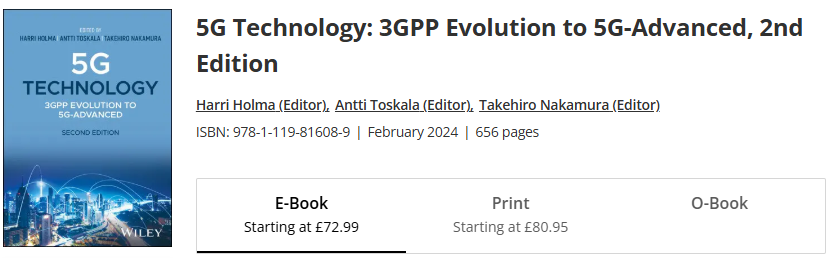 EDITED BY
HARRI HOLMA ANTTI TOSKALA TAKEHIRO NAKAMURA
5G
TECHNOLOGY
3GPP EVOLUTION TO
5G-ADVANCED
SECOND EDITION
WILEY
5G Technology: 3GPP Evolution to 5G-Advanced, 2nd
Edition
Harri Holma (Editor), Antti Toskala (Editor), Takehiro Nakamura (Editor)
ISBN: 978-1-119-81608-9 | February 2024 | 656 pages
E-Book Print O-Book
Starting at £72.99 Starting at £80.95